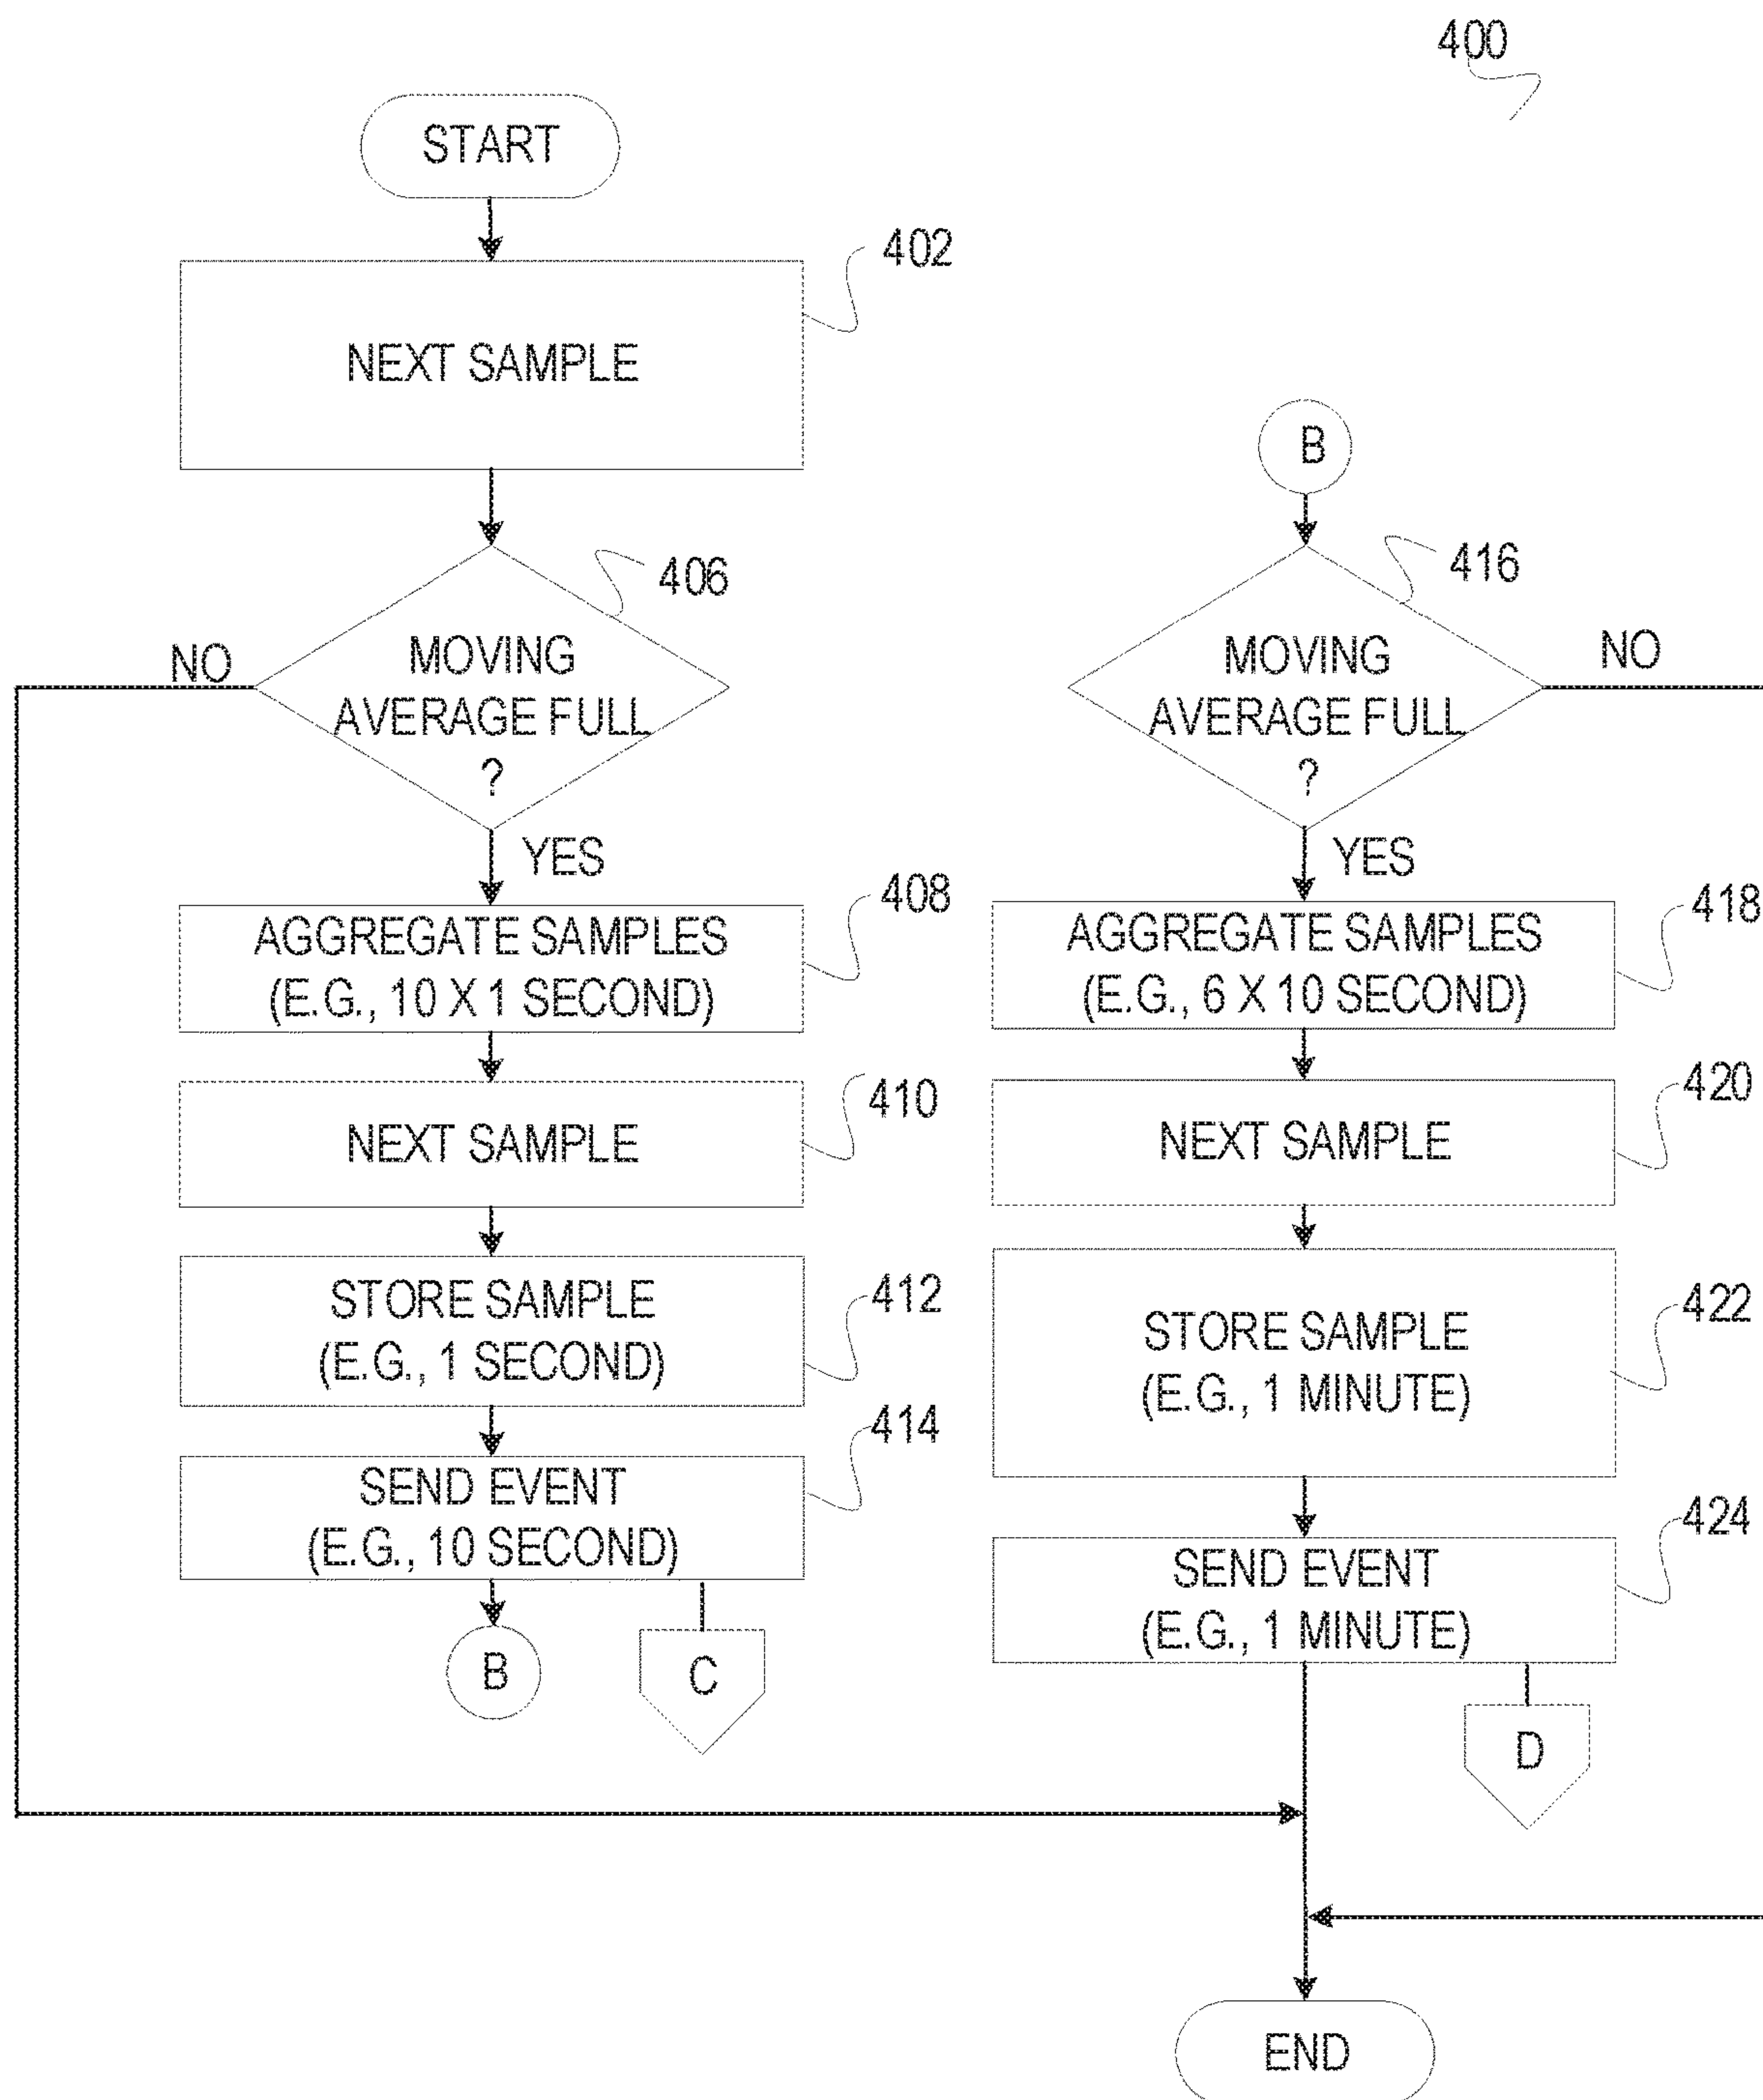 400
START
402
NEXT SAMPLE
406
MOVING
AVERAGE FULL
?
NO
YES
408
AGGREGATE SAMPLES
(E.G., 10 X 1 SECOND)
410
NEXT SAMPLE
412
STORE SAMPLE
(E.G., 1 SECOND)
414
SEND EVENT
(E.G., 10 SECOND)
B
C
B
416
MOVING
AVERAGE FULL
?
NO
YES
418
AGGREGATE SAMPLES
(E.G., 6 X 10 SECOND)
420
NEXT SAMPLE
422
STORE SAMPLE
(E.G., 1 MINUTE)
424
SEND EVENT
(E.G., 1 MINUTE)
D
END